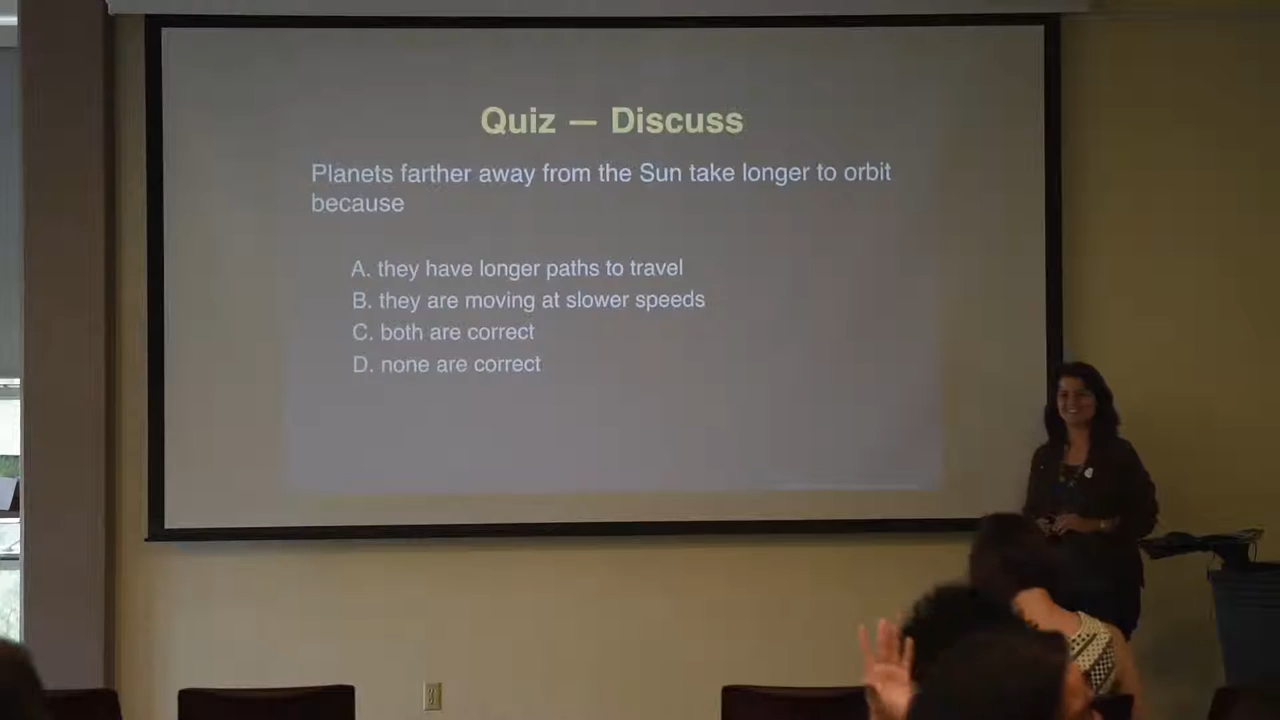 Quiz — Discuss
Planets farther away from the Sun take longer to orbit
because
A. they have longer paths to travel
B. they are moving at slower speeds
C. both are correct
D. none are correct